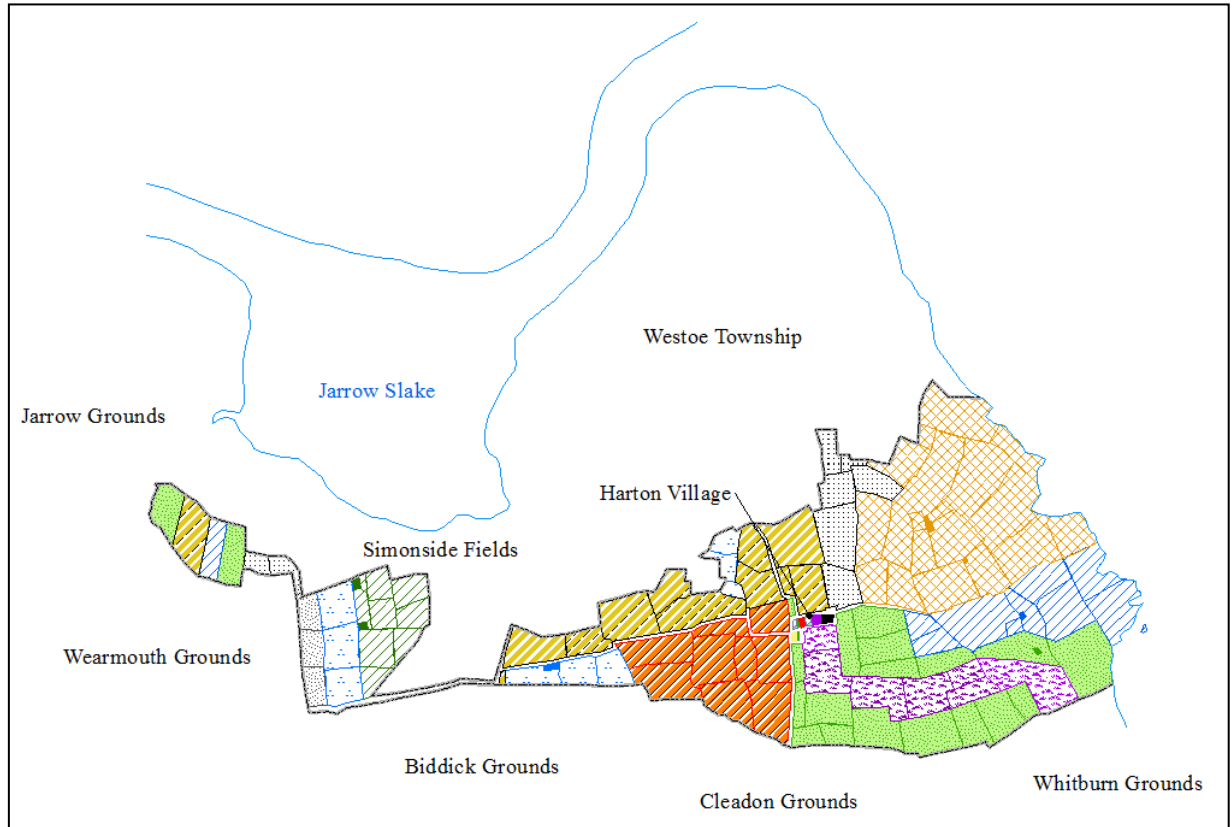 Westoe Township
Jarrow Slake
Jarrow Grounds
Harton Village
Simonside Fields
Wearmouth Grounds
Biddick Grounds
Whitburn Grounds
Cleadon Grounds